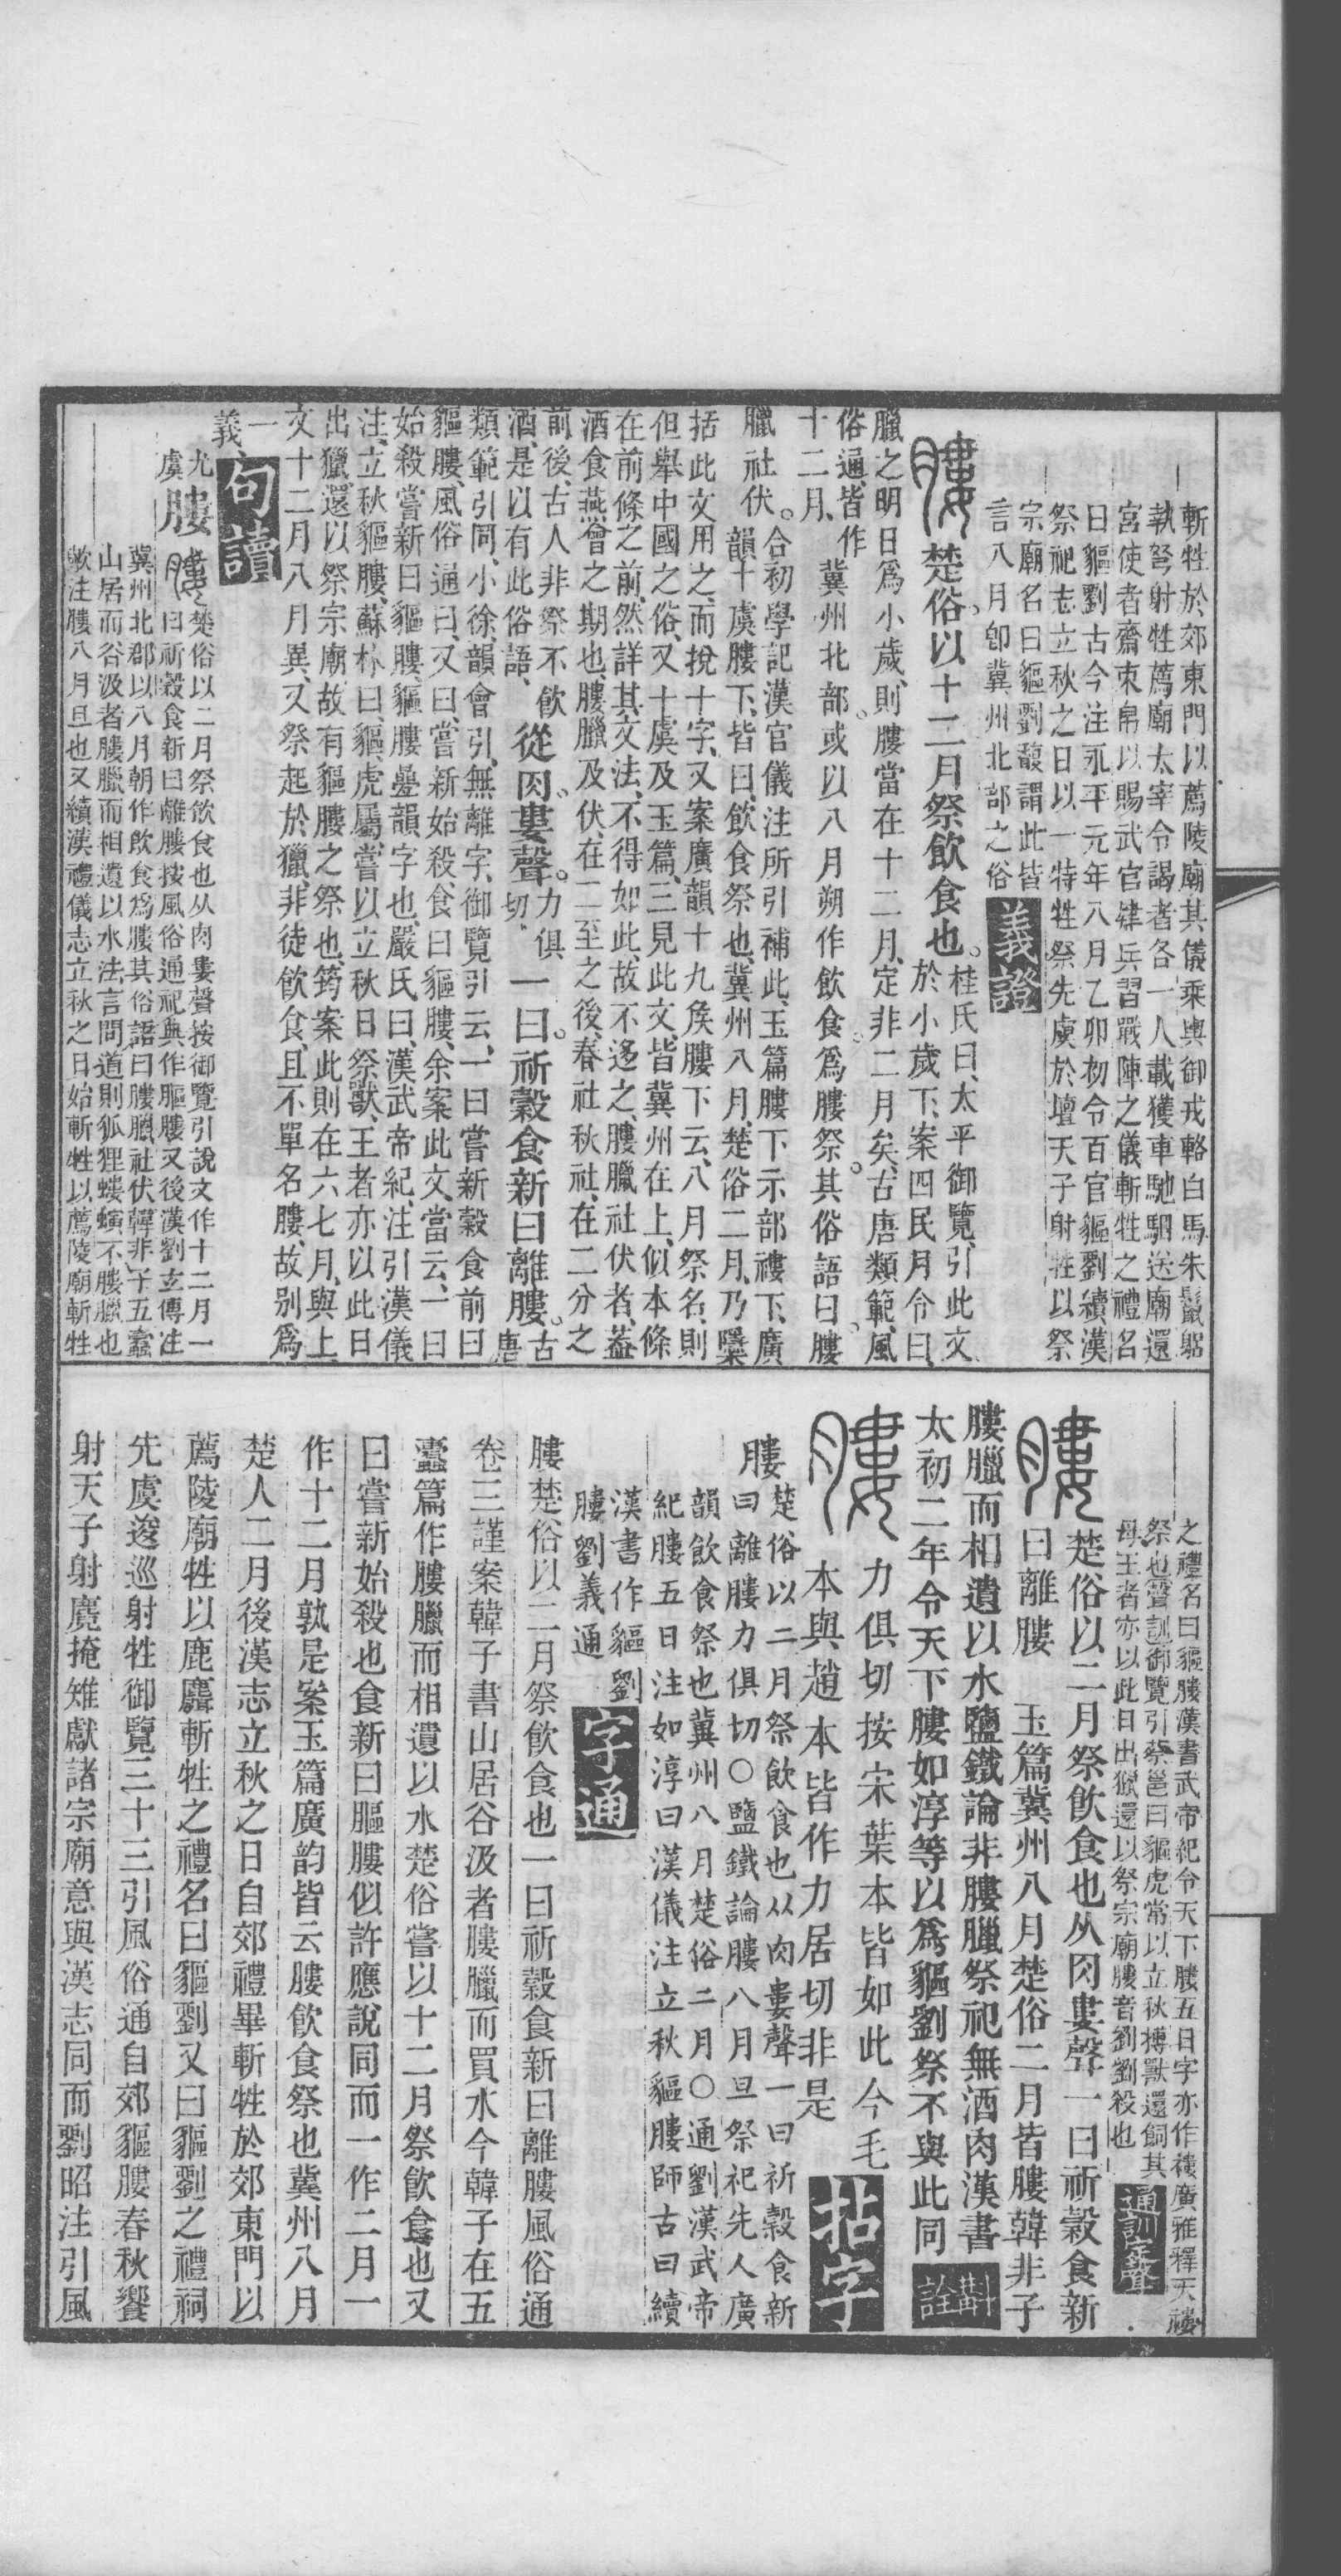 斬牲於郊東門以薦陵廟其儀乘輿御戎輅白馬朱鬣躬
執弩射牲薦廟太宰令謁者各一人載獲車馳駟送廟還
宮使者齋束帛以賜武官肄兵習戰陣之儀斬牲之禮名
曰貙劉古今注永平元年八月乙卯初令百官貙劉續漢
祭祀志立秋之日以一特牲祭先虞於壇天子射牲以祭
宗廟名曰貙劉馥謂此皆
言八月卽冀州北部之俗
義證
楚俗以十二月祭飲食也。
桂氏曰太平御覽引此文
於小歲下案四民月令曰
臘之明日爲小歲則膢當在十二月定非二月矣古唐類範風
俗通皆作
十二月
冀州北部或以八月朔作飲食爲膢祭其俗語曰膢
臘社伏。
合初學記漢官儀注所引補此玉篇膢下示部䄛下廣
韻十虞膢下皆曰飲食祭也冀州八月楚俗二月乃櫽
括此文用之而挩十字又案廣韻十九矦膢下云八月祭名則
但舉中國之俗又十虞及玉篇三見此文皆冀州在上似本條
在前條之前然詳其文法不得如此故不迻之膢臘社伏者葢
酒食燕會之期也膢臘及伏在二至之後春社秋社在二分之
前後古人非祭不飲
酒是以有此俗語
從肉婁聲。
力俱
切
一曰祈穀食新曰離膢。
古
唐
類範引同小徐韻會引無離字御覽引云一曰嘗新穀食前曰
貙膢風俗通曰又曰嘗新始殺食曰貙膢余案此文當云一曰
始殺嘗新曰貙膢貙膢曡韻字也嚴氏曰漢武帝紀注引漢儀
注立秋貙膢蘇林曰貙虎屬嘗以立秋日祭獸王者亦以此日
出獵還以祭宗廟故有貙膢之祭也筠案此則在六七月與上
文十二月八月異又祭起於獵非徒飲食且不單名膢故別爲
一
義
句讀
尤
虞
膢
楚俗以二月祭飲食也从肉婁聲按御覽引說文作十二月一
曰祈穀食新曰離膢按風俗通祀典作䝙膢又後漢劉玄傳注
冀州北郡以八月朝作飲食爲膢其俗語曰膢臘社伏韓非子五蠹
山居而谷汲者膢臘而相遺以水法言問道則狐狸螻螾不膢臘也
歟注膢八月旦也又續漢禮儀志立秋之日始斬牲以薦陵廟斬牲
之禮名曰貙膢漢書武帝紀令天下膢五日字亦作䄛廣雅釋天䄛
祭也聲訓御覽引蔡邕曰貙虎常以立秋搏獸還飼其
母王者亦以此日出獵還以祭宗廟膢音劉劉殺也
通訓定聲
楚俗以二月祭飲食也从肉婁聲一曰祈穀食新
曰離膢
玉篇冀州八月楚俗二月皆膢韓非子
膢臘而相遺以水鹽鐵論非膢臘祭祀無酒肉漢書
太初二年令天下膢如淳等以爲貙劉祭不與此同
斠詮
力俱切按宋葉本皆如此今毛
本與趙本皆作力居切非是
拈字
膢
楚俗以二月祭飲食也从肉婁聲一曰祈穀食新
曰離膢力俱切〇鹽鐵論膢八月旦祭祀先人廣
韻飲食祭也冀州八月楚俗二月〇通劉漢武帝
紀膢五日注如淳曰漢儀注立秋貙膢師古曰續
漢書作貙劉
膢劉義通
字通
膢楚俗以二月祭飲食也一曰祈穀食新曰離膢風俗通
卷三謹案韓子書山居谷汲者膢臘而買水今韓子在五
蠹篇作膢臘而相遺以水楚俗嘗以十二月祭飲食也又
曰嘗新始殺也食新曰䝙膢似許應說同而一作二月一
作十二月孰是案玉篇廣韵皆云膢飲食祭也冀州八月
楚人二月後漢志立秋之日自郊禮畢斬牲於郊東門以
薦陵廟牲以鹿麛斬牲之禮名曰貙劉又曰貙劉之禮祠
先虞逡巡射牲御覽三十三引風俗通自郊貙膢春秋饗
射天子射麑掩雉獻諸宗廟意與漢志同而劉昭注引風